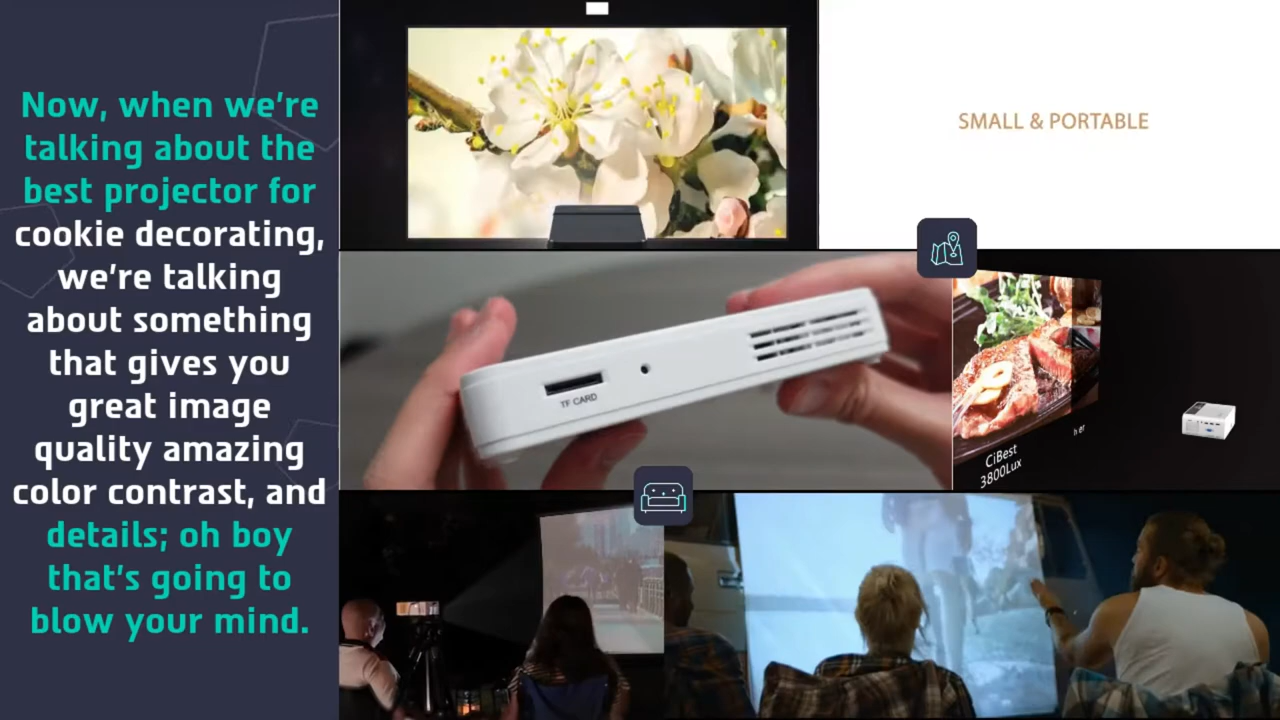 Now, when we're
talking about the
best projector for
cookie decorating,
we're talking
about something
that gives you
great image
quality amazing
color contrast, and
details; oh boy
that's going to
blow your mind.
SMALL & PORTABLE
TF CARD
CiBest
3800Lux